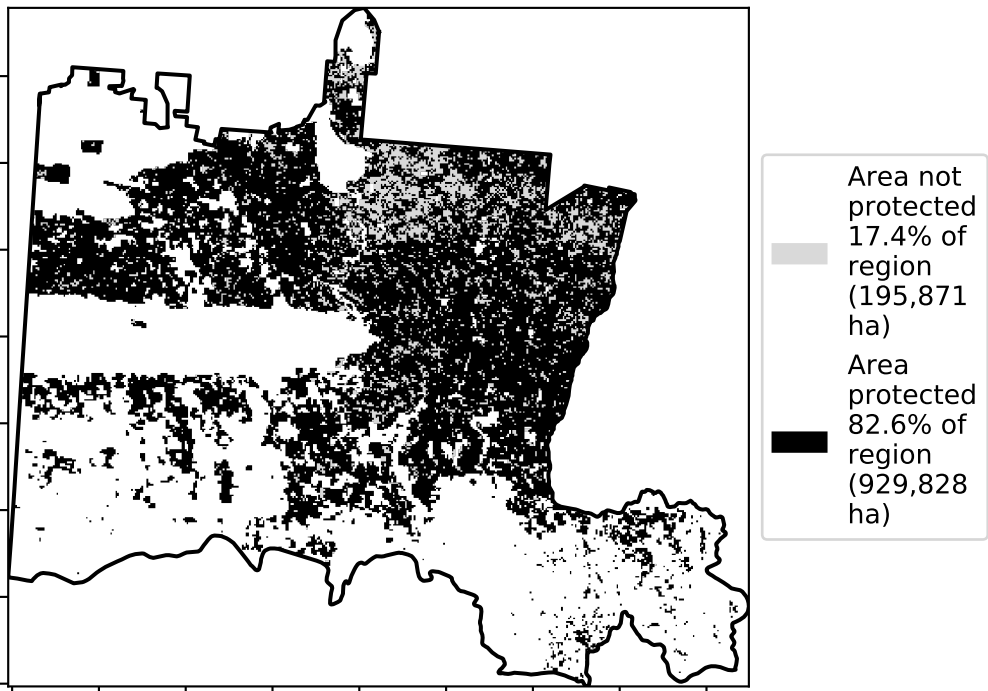 Area not
protected
17.4% of
region
(195,871
ha)
Area
protected
82.6% of
region
(929,828
ha)